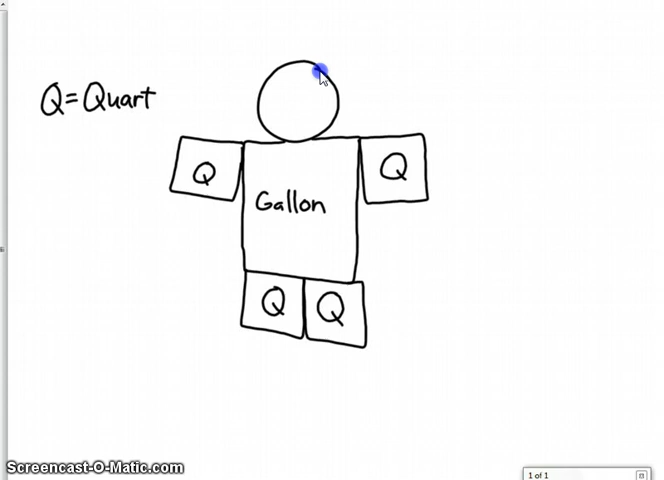 Q=Quart
Q
Q
Gallon
Q
Q
Screencast-O-Matic.com
1 of 1